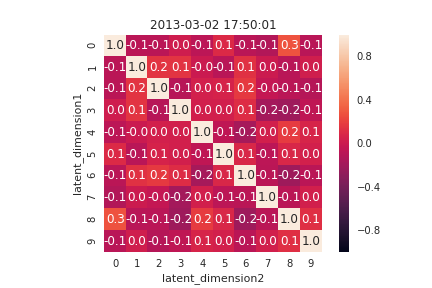 2013-03-02 17:50:01
0 1.0 -0.1 -0.1 0.0 -0.1 0.1 -0.1 -0.1 0.3 -0.1
1 -0.1 1.0 0.2 0.1 -0.0 -0.1 0.1 0.0 -0.1 0.0
2 -0.1 0.2 1.0 -0.1 0.0 0.1 0.2 -0.0 -0.1 -0.1
3 0.0 0.1 -0.1 1.0 0.0 0.0 0.1 -0.2 -0.2 -0.1
4 -0.1 -0.0 0.0 0.0 1.0 -0.1 -0.2 0.0 0.2 0.1
5 0.1 -0.1 0.1 0.0 -0.1 1.0 0.1 -0.1 0.1 0.0
6 -0.1 0.1 0.2 0.1 -0.2 0.1 1.0 -0.1 -0.2 -0.1
7 -0.1 0.0 -0.0 -0.2 0.0 -0.1 -0.1 1.0 -0.1 0.0
8 0.3 -0.1 -0.1 -0.2 0.2 0.1 -0.2 -0.1 1.0 0.1
9 -0.1 0.0 -0.1 -0.1 0.1 0.0 -0.1 0.0 0.1 1.0
0 1 2 3 4 5 6 7 8 9
latent_dimension2
latent_dimension1
0.8
0.4
0.0
-0.4
-0.8